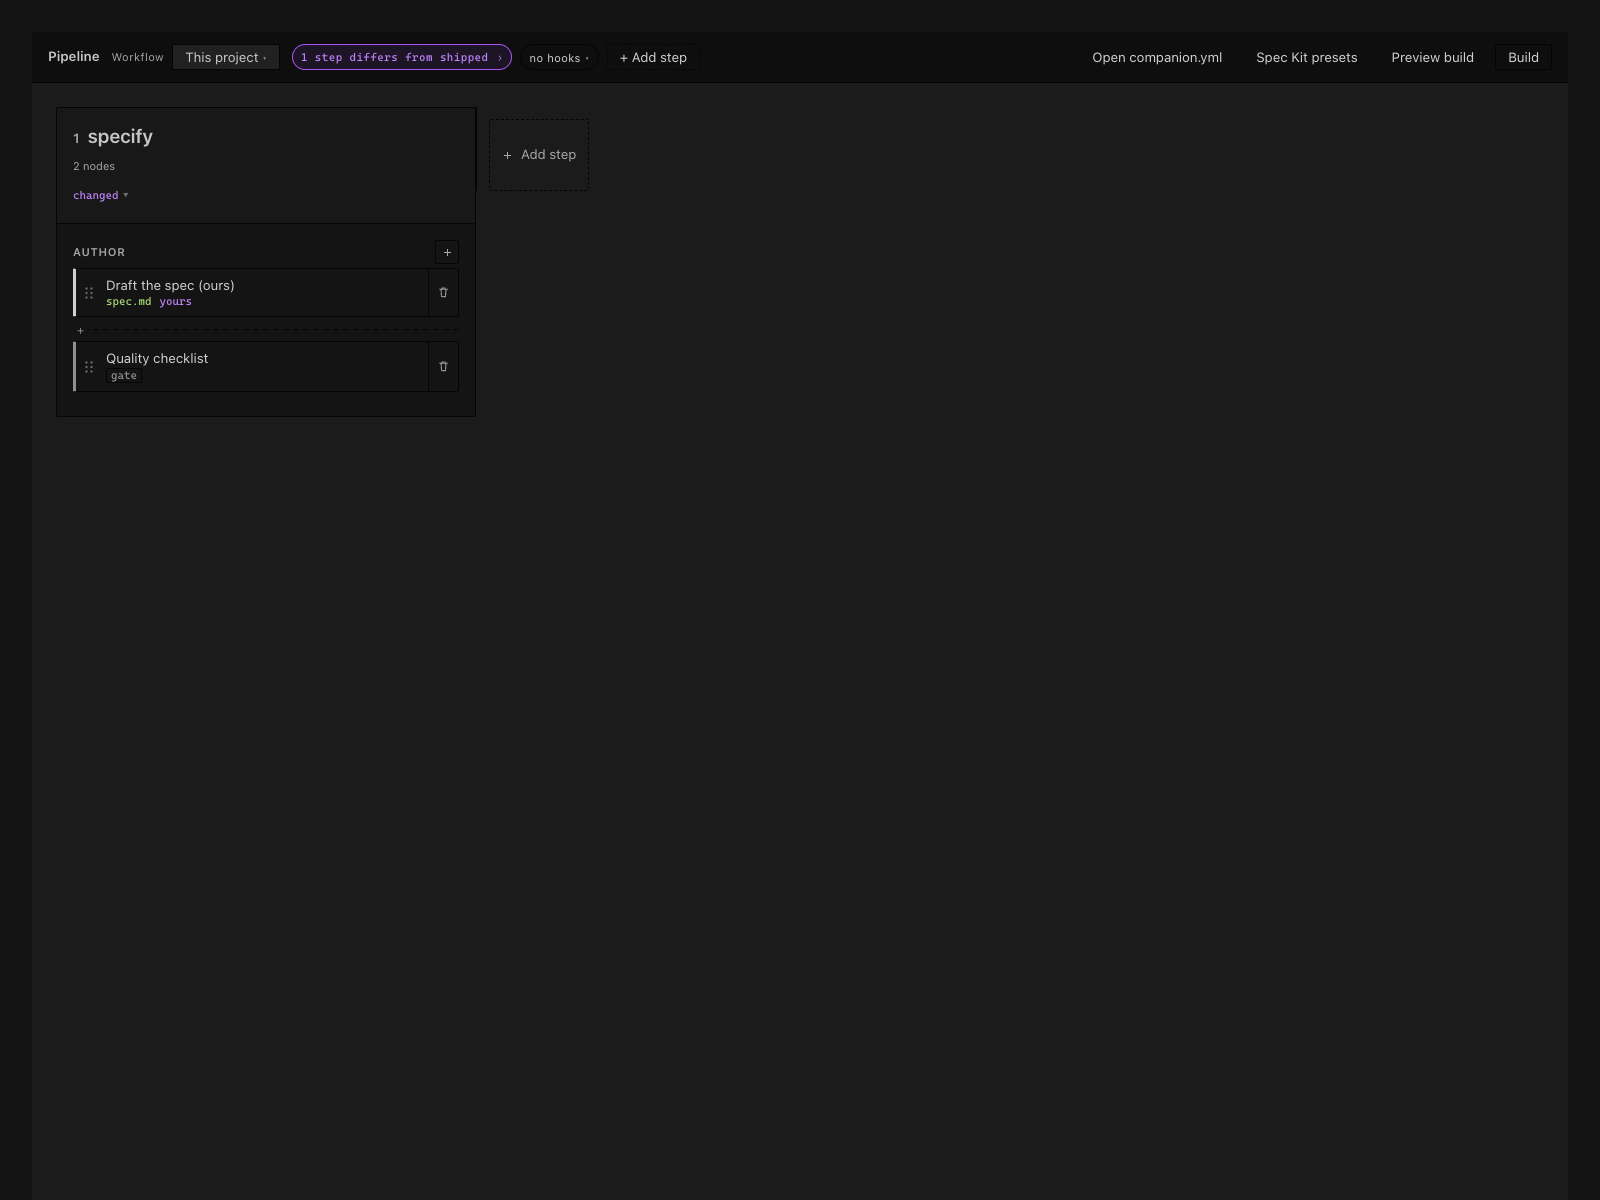 Pipeline Workflow This project 1 step differs from shipped › no hooks + Add step Open companion.yml Spec Kit presets Preview build Build
1 specify
2 nodes
changed ▾
+ Add step
AUTHOR +
Draft the spec (ours)
spec.md yours
+
Quality checklist
gate